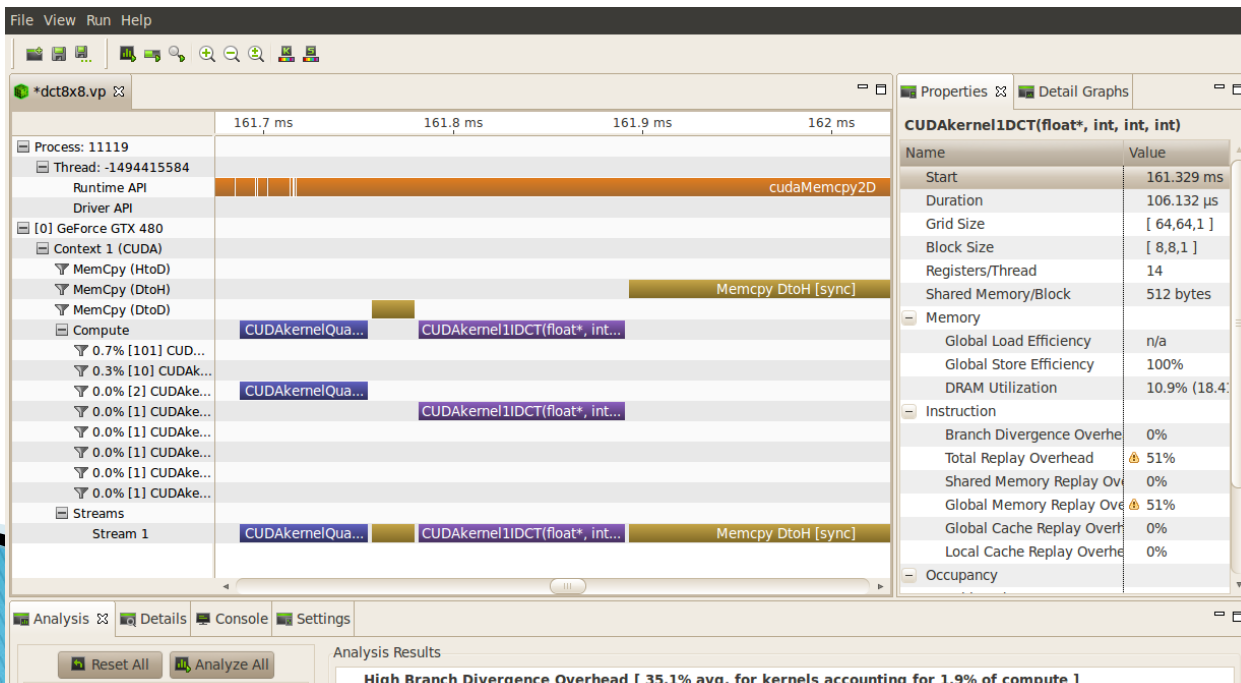 File View Run Help
*dct8x8.vp
161.7 ms 161.8 ms 161.9 ms 162 ms
Process: 11119
Thread: -1494415584
Runtime API cudaMemcpy2D
Driver API
[0] GeForce GTX 480
Context 1 (CUDA)
MemCpy (HtoD)
MemCpy (DtoH) Memcpy DtoH [sync]
MemCpy (DtoD)
Compute CUDAkernelQua... CUDAkernel1IDCT(float*, int...
0.7% [101] CUD...
0.3% [10] CUDAk...
0.0% [2] CUDAke... CUDAkernelQua...
0.0% [1] CUDAke... CUDAkernel1IDCT(float*, int...
0.0% [1] CUDAke...
0.0% [1] CUDAke...
0.0% [1] CUDAke...
0.0% [1] CUDAke...
Streams
Stream 1 CUDAkernelQua... CUDAkernel1IDCT(float*, int... Memcpy DtoH [sync]
Properties Detail Graphs
CUDAkernel1DCT(float*, int, int, int)
Name Value
Start 161.329 ms
Duration 106.132 µs
Grid Size [ 64,64,1 ]
Block Size [ 8,8,1 ]
Registers/Thread 14
Shared Memory/Block 512 bytes
Memory
Global Load Efficiency n/a
Global Store Efficiency 100%
DRAM Utilization 10.9% (18.4
Instruction
Branch Divergence Overhe 0%
Total Replay Overhead 51%
Shared Memory Replay Ov 0%
Global Memory Replay Ove 51%
Global Cache Replay Overh 0%
Local Cache Replay Overhe 0%
Occupancy
Analysis Details Console Settings
Reset All Analyze All
Analysis Results
High Branch Divergence Overhead [ 35.1% avg, for kernels accounting for 1.9% of compute ]